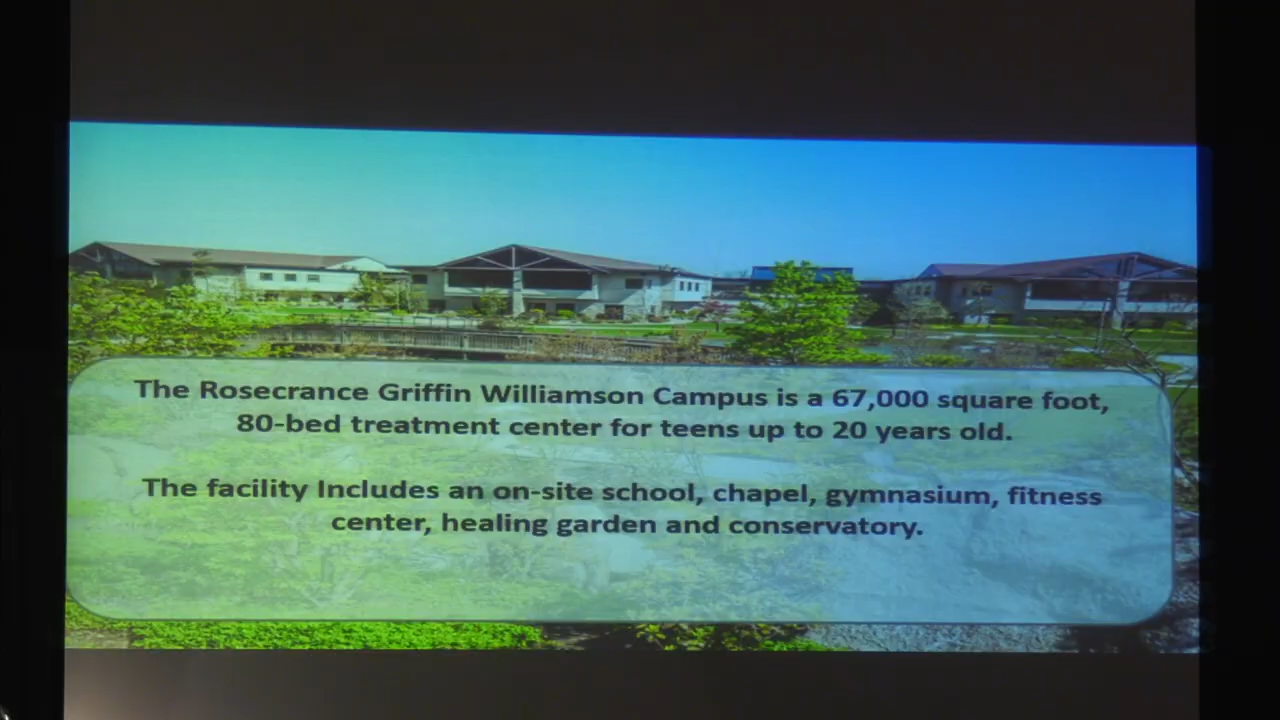 The Rosecrance Griffin Williamson Campus is a 67,000 square foot,
80-bed treatment center for teens up to 20 years old.
The facility Includes an on-site school, chapel, gymnasium, fitness
center, healing garden and conservatory.